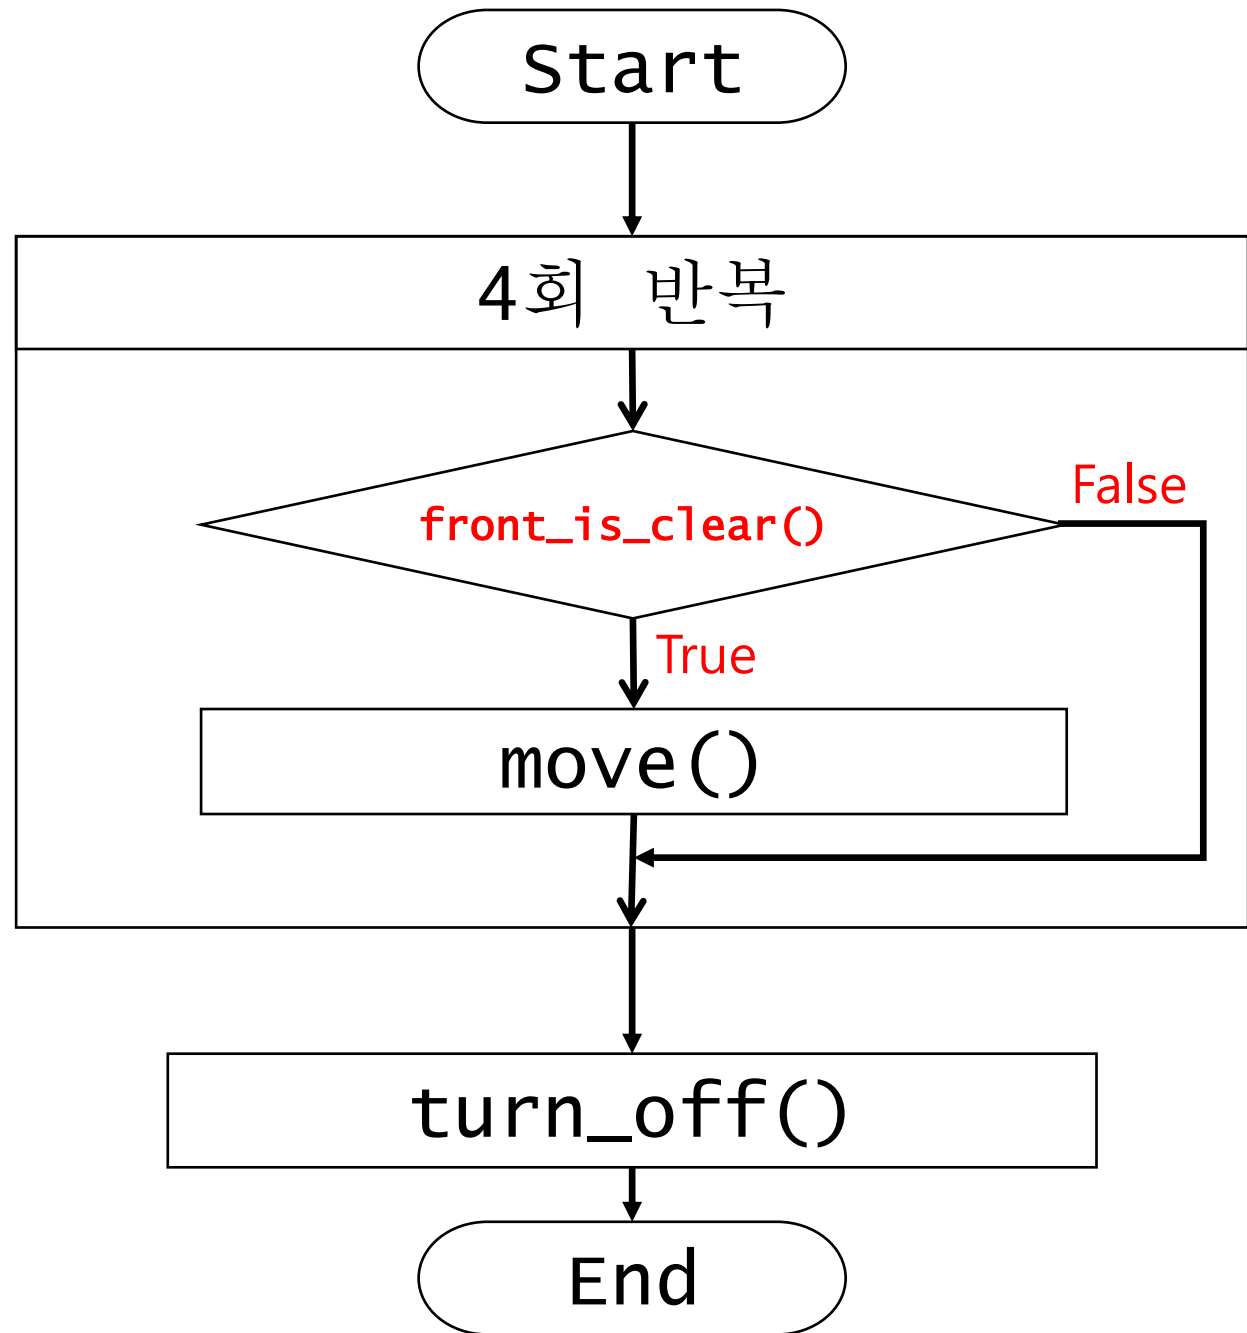 Start
4회 반복
front_is_clear()
False
True
move()
turn_off()
End